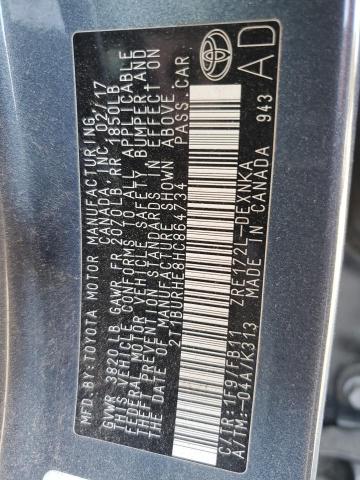 MFD.BY:TOYOTA MOTOR MANUFACTURING
CANADA, INC. 02/17
GVWR 3820LB GAWR FR 2020LB RR 1850LB
THIS VEHICLE CONFORMS TO ALL APPLICABLE
FEDERAL MOTOR VEHICLE SAFETY, BUMPER, AND
THEFT PREVENTION STANDARDS IN EFFECT ON
THE DATE OF MANUFACTURE SHOWN ABOVE.
2T1BURHE8HC864734 PASS. CAR
C/TR:1F9/FB11 ZRE172L-DEXNKA
A/TM:-04A/K313 MADE IN CANADA 943
TOYOTA
AD